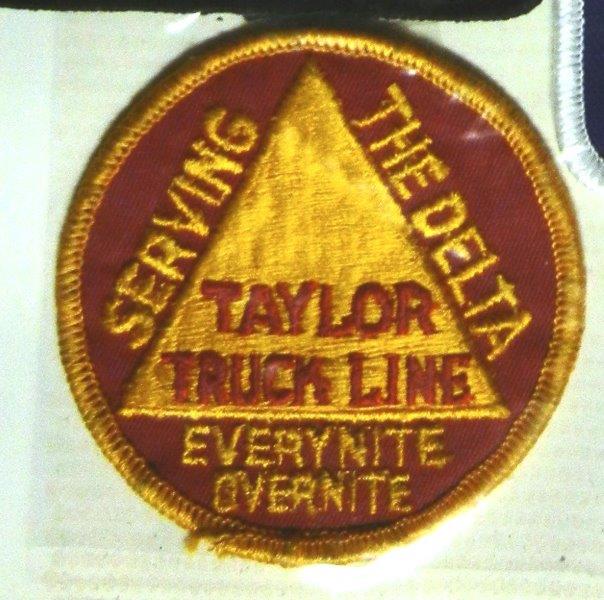 SERVING
THE DELTA
TAYLOR
TRUCK LINE
EVERYNITE
OVERNITE